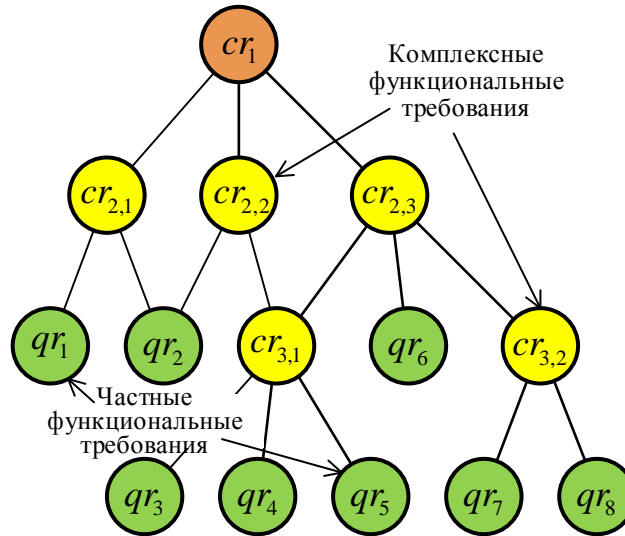 cr₁
Комплексные
функциональные
требования
cr₂,₁
cr₂,₂
cr₂,₃
qr₁
qr₂
cr₃,₁
qr₆
cr₃,₂
Частные
функциональные
требования
qr₃
qr₄
qr₅
qr₇
qr₈